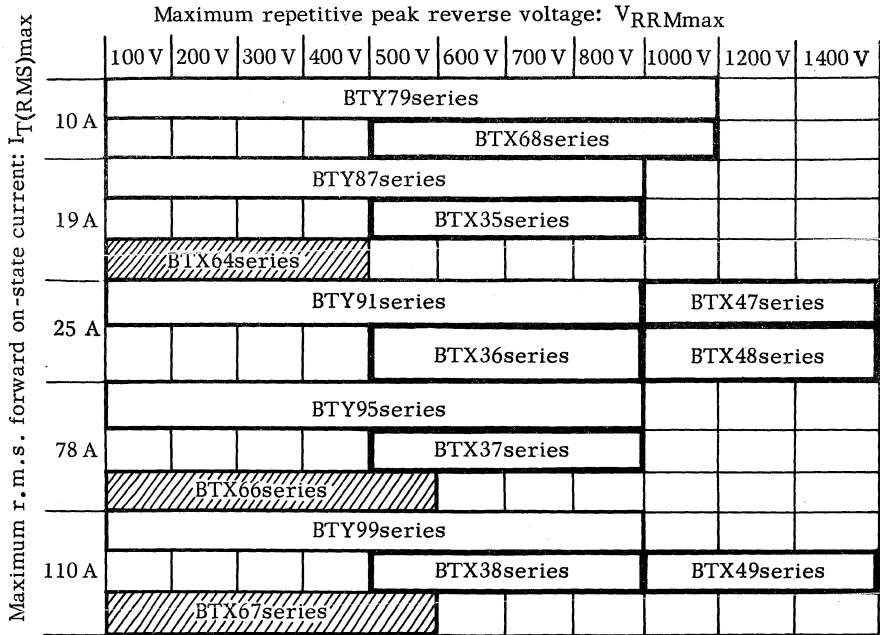 Maximum repetitive peak reverse voltage: VRRMmax
Maximum r.m.s. forward on-state current: IT(RMS)max
100 V 200 V 300 V 400 V 500 V 600 V 700 V 800 V 1000 V 1200 V 1400 V
10 A
BTY79series
BTX68series
19 A
BTY87series
BTX35series
BTX64series
25 A
BTY91series BTX47series
BTX36series BTX48series
78 A
BTY95series
BTX37series
BTX66series
110 A
BTY99series
BTX38series BTX49series
BTX67series